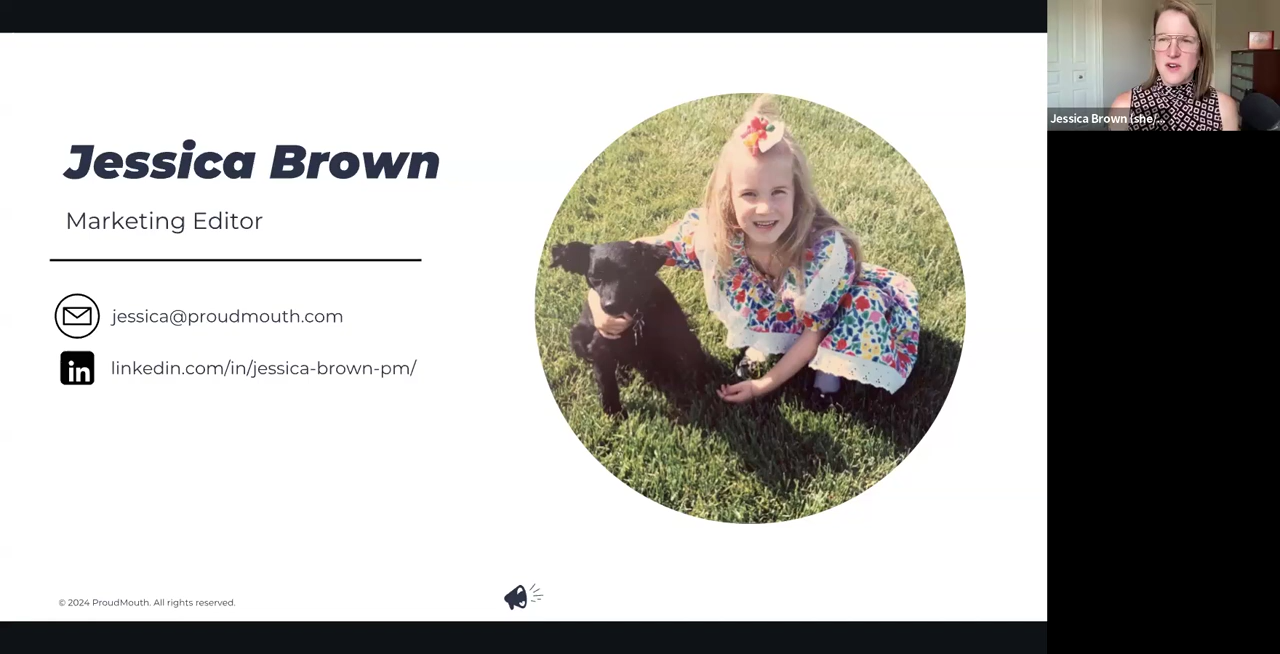 Jessica Brown
Marketing Editor
jessica@proudmouth.com
in
linkedin.com/in/jessica-brown-pm/
© 2024 ProudMouth. All rights reserved.
Jessica Brown (she/...